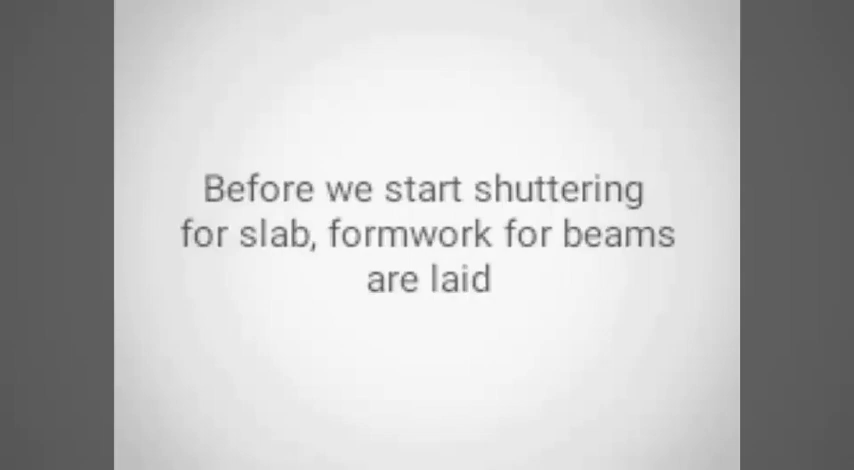 Before we start shuttering
for slab, formwork for beams
are laid